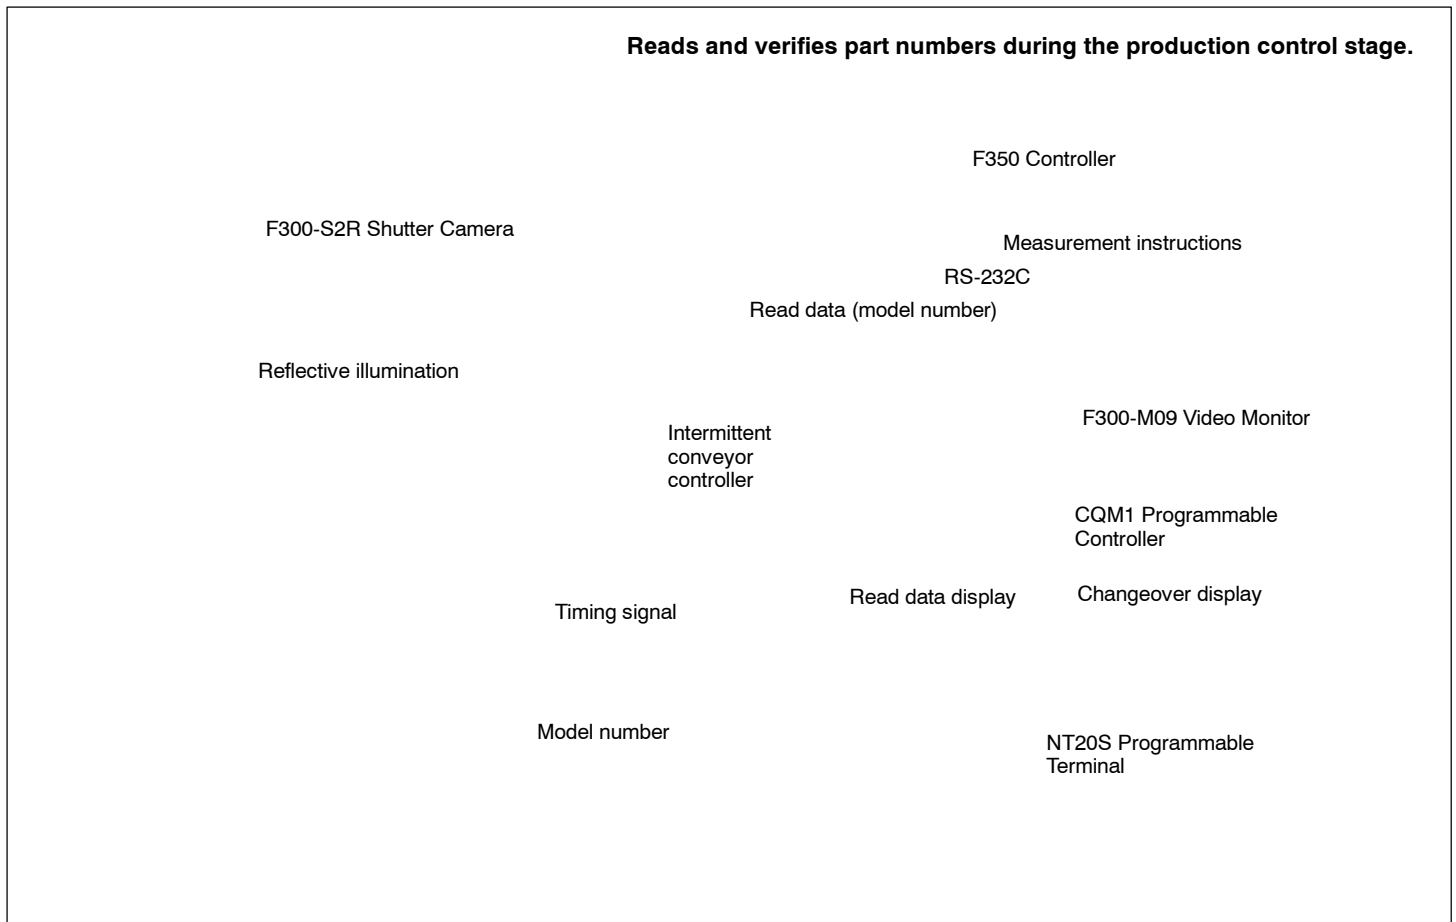 Reads and verifies part numbers during the production control stage.
F350 Controller
F300-S2R Shutter Camera
Measurement instructions
RS-232C
Read data (model number)
Reflective illumination
F300-M09 Video Monitor
Intermittent
conveyor
controller
CQM1 Programmable
Controller
Read data display
Changeover display
Timing signal
Model number
NT20S Programmable
Terminal